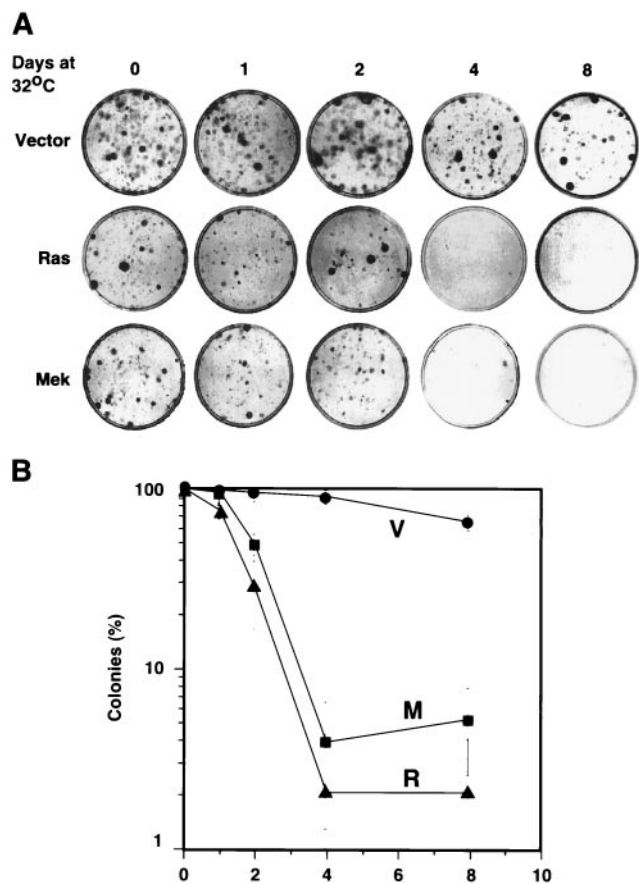 A
Days at
32°C
0 1 2 4 8
Vector
Ras
Mek
B
Colonies (%)
100
10
1
V
M
R
0 2 4 6 8 10